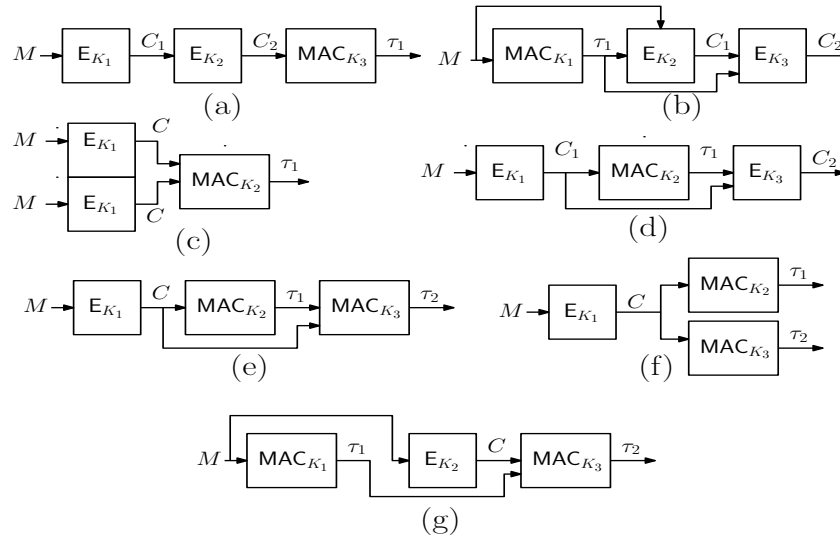 M E_{K_1} C_1 E_{K_2} C_2 MAC_{K_3} τ_1
(a)
M MAC_{K_1} τ_1 E_{K_2} C_1 E_{K_3} C_2
(b)
M E_{K_1} C
M E_{K_1} C
MAC_{K_2} τ_1
(c)
M E_{K_1} C_1 MAC_{K_2} τ_1 E_{K_3} C_2
(d)
M E_{K_1} C MAC_{K_2} τ_1 MAC_{K_3} τ_2
(e)
M E_{K_1} C
MAC_{K_2} τ_1
MAC_{K_3} τ_2
(f)
M MAC_{K_1} τ_1 E_{K_2} C MAC_{K_3} τ_2
(g)